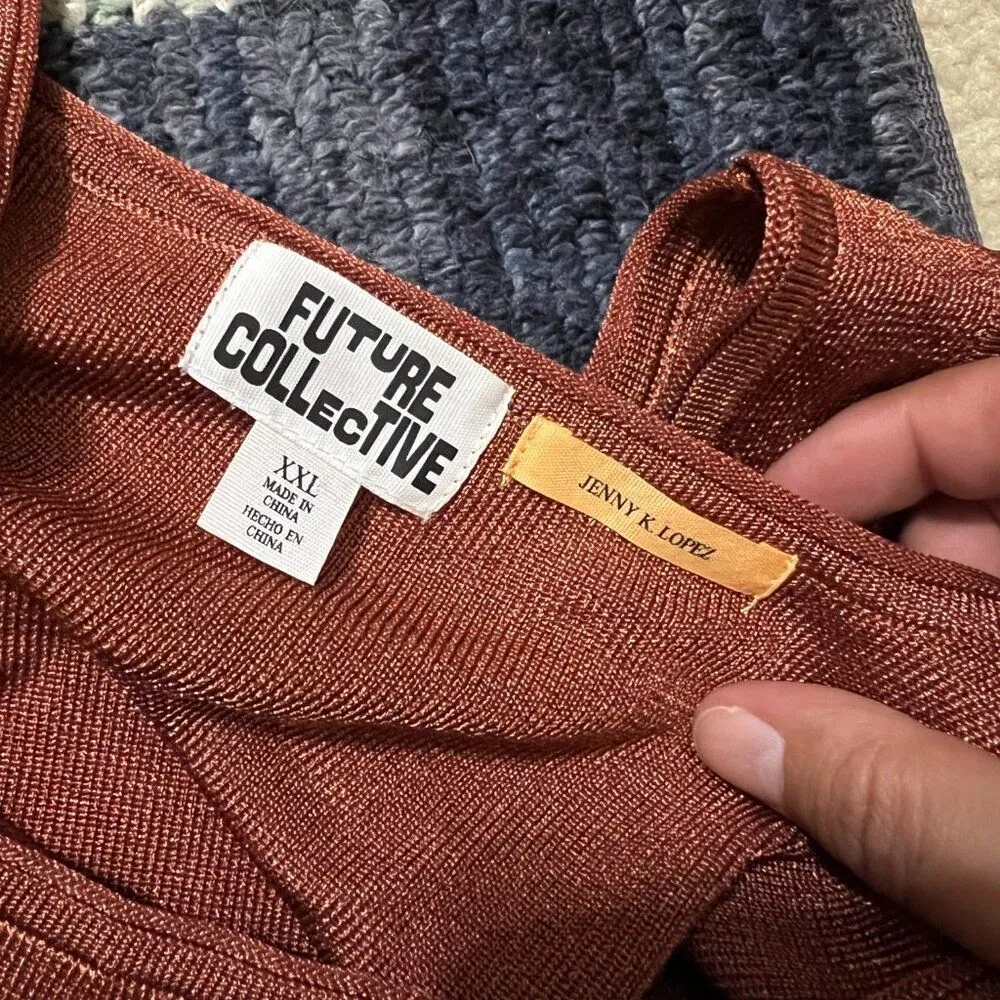 FUTURE
COLLECTIVE
XXL
MADE IN
CHINA
HECHO EN
CHINA
JENNY K. LOPEZ